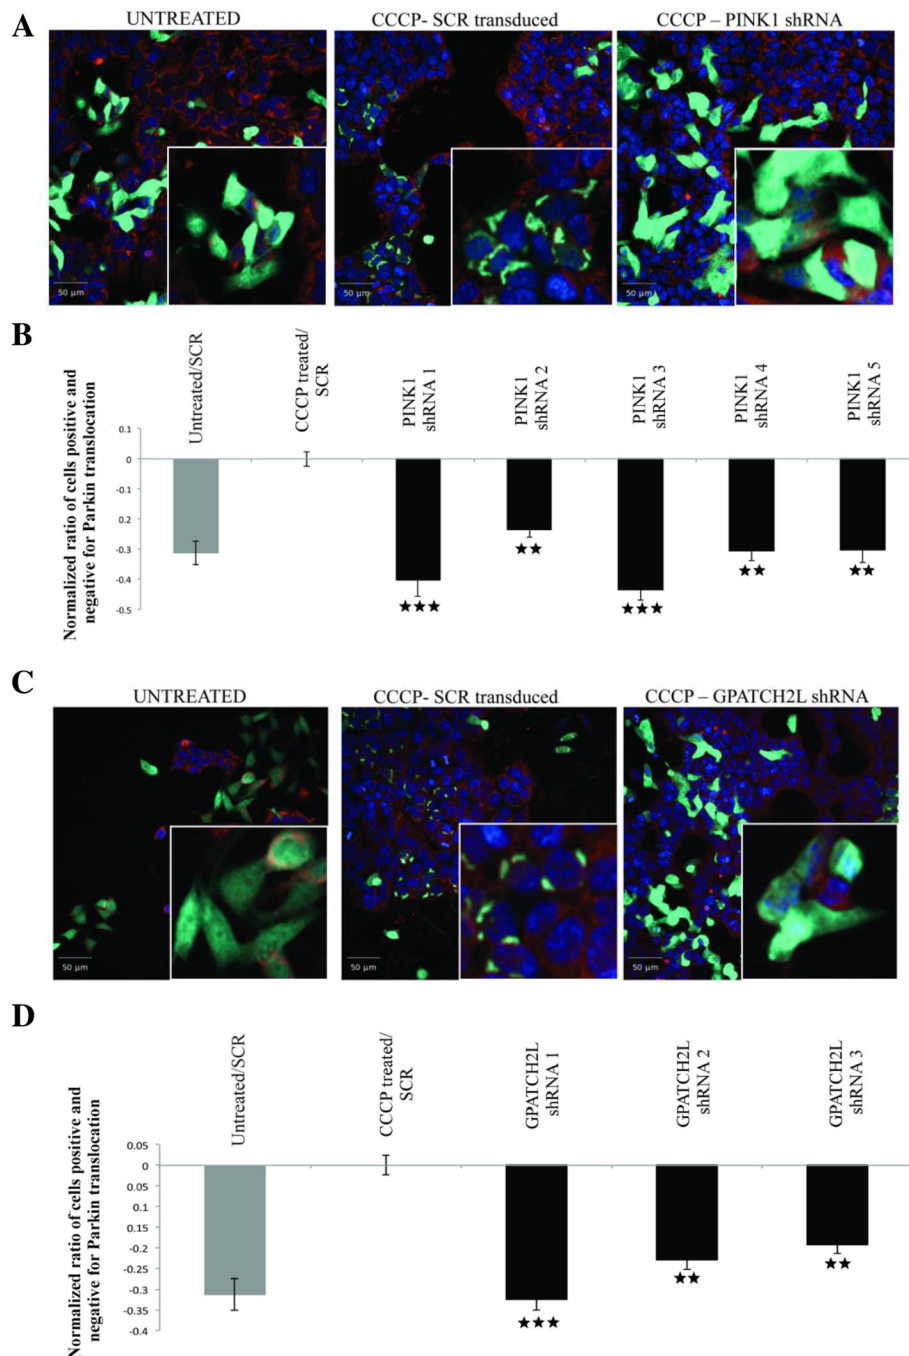 A
UNTREATED
CCCP- SCR transduced
CCCP – PINK1 shRNA
50 µm
50 µm
50 µm
B
Normalized ratio of cells positive and
negative for Parkin translocation
Untreated/SCR
CCCP treated/
SCR
PINK1
shRNA 1
PINK1
shRNA 2
PINK1
shRNA 3
PINK1
shRNA 4
PINK1
shRNA 5
0.1
0
-0.1
0.2
-0.3
-0.4
-0.5
★★★
★★
★★★
★★
★★
C
UNTREATED
CCCP- SCR transduced
CCCP – GPATCH2L shRNA
50 µm
50 µm
50 µm
D
Normalized ratio of cells positive and
negative for Parkin translocation
Untreated/SCR
CCCP treated/
SCR
GPATCH2L
shRNA 1
GPATCH2L
shRNA 2
GPATCH2L
shRNA 3
0.05
0
0.05
0.1
0.15
-0.2
0.25
-0.3
-0.35
-0.4
★★★
★★
★★